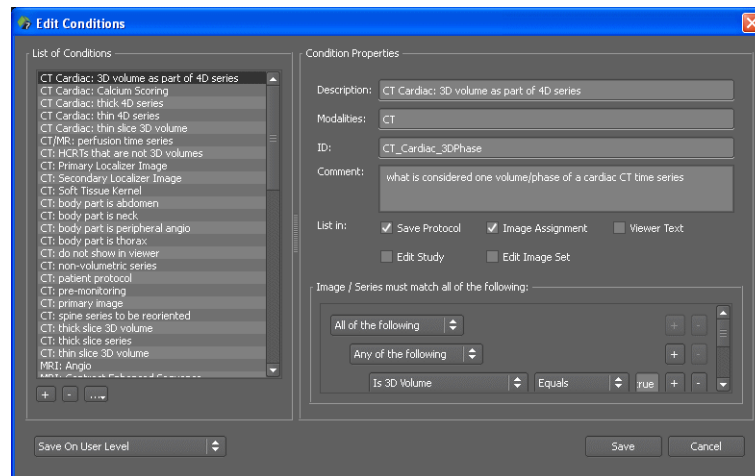 Edit Conditions
List of Conditions
CT Cardiac: 3D volume as part of 4D series
CT Cardiac: Calcium Scoring
CT Cardiac: thick 4D series
CT Cardiac: thin 4D series
CT Cardiac: thin slice 3D volume
CT/MR: perfusion time series
CT: HCRTs that are not 3D volumes
CT: Primary Localizer Image
CT: Secondary Localizer Image
CT: Soft Tissue Kernel
CT: body part is abdomen
CT: body part is neck
CT: body part is peripheral angio
CT: body part is thorax
CT: do not show in viewer
CT: non-volumetric series
CT: patient protocol
CT: pre-monitoring
CT: primary image
CT: spine series to be reoriented
CT: thick slice 3D volume
CT: thick slice series
CT: thin slice 3D volume
MRI: Angio
MRI: Contrast Enhanced Sequence
+ - ...
Save On User Level
Condition Properties
Description: CT Cardiac: 3D volume as part of 4D series
Modalities: CT
ID: CT_Cardiac_3DPhase
Comment: what is considered one volume/phase of a cardiac CT time series
List in: Save Protocol Image Assignment Viewer Text
Edit Study Edit Image Set
Image / Series must match all of the following:
All of the following + -
Any of the following + -
Is 3D Volume Equals rue + -
Save Cancel